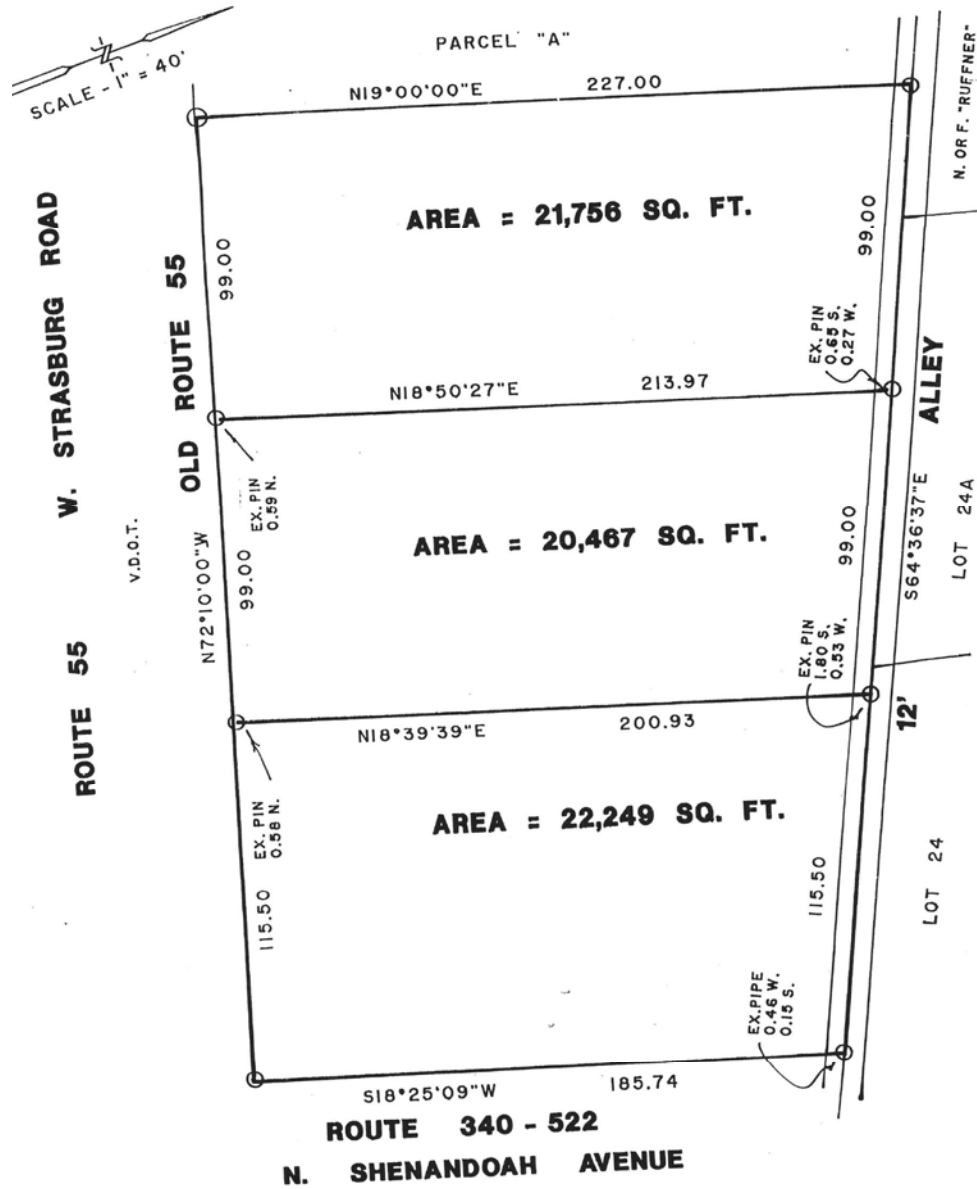 PARCEL "A"
SCALE - 1" = 40'
N19°00'00"E 227.00
N. OR F. "RUFFNER"
AREA = 21,756 SQ. FT.
99.00
99.00
W. STRASBURG ROAD
OLD ROUTE 55
EX. PIN
0.65 S.
0.27 W.
ALLEY
N18°50'27"E 213.97
EX. PIN
0.59 N.
V.D.O.T.
N72°10'00"W
99.00
AREA = 20,467 SQ. FT.
99.00
S64°36'37"E
LOT 24A
ROUTE 55
EX. PIN
1.80 S.
0.53 W.
12'
N18°39'39"E 200.93
EX. PIN
0.58 N.
AREA = 22,249 SQ. FT.
115.50
115.50
LOT 24
EX. PIPE
0.46 W.
0.15 S.
S18°25'09"W 185.74
ROUTE 340 - 522
N. SHENANDOAH AVENUE